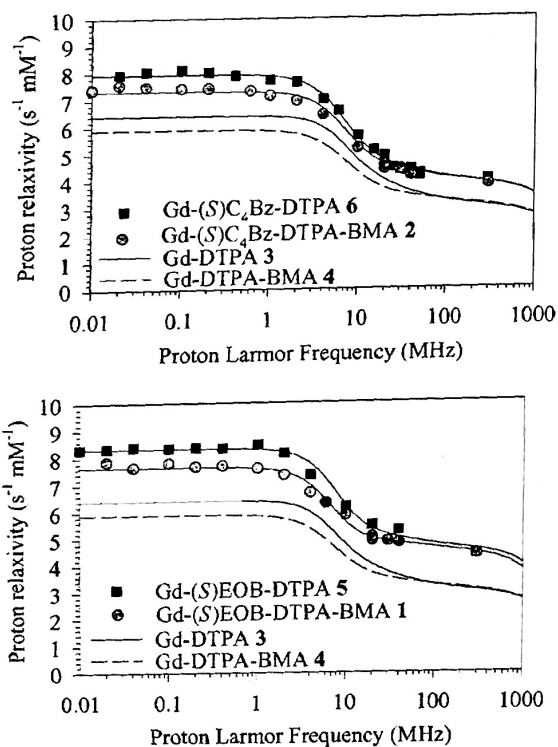 10
9
8
7
6
5
4
3
2
1
0
Proton relaxivity (s⁻¹ mM⁻¹)
Gd-(S)C₄Bz-DTPA 6
Gd-(S)C₄Bz-DTPA-BMA 2
Gd-DTPA 3
Gd-DTPA-BMA 4
0.01 0.1 1 10 100 1000
Proton Larmor Frequency (MHz)
10
9
8
7
6
5
4
3
2
1
0
Proton relaxivity (s⁻¹ mM⁻¹)
Gd-(S)EOB-DTPA 5
Gd-(S)EOB-DTPA-BMA 1
Gd-DTPA 3
Gd-DTPA-BMA 4
0.01 0.1 1 10 100 1000
Proton Larmor Frequency (MHz)